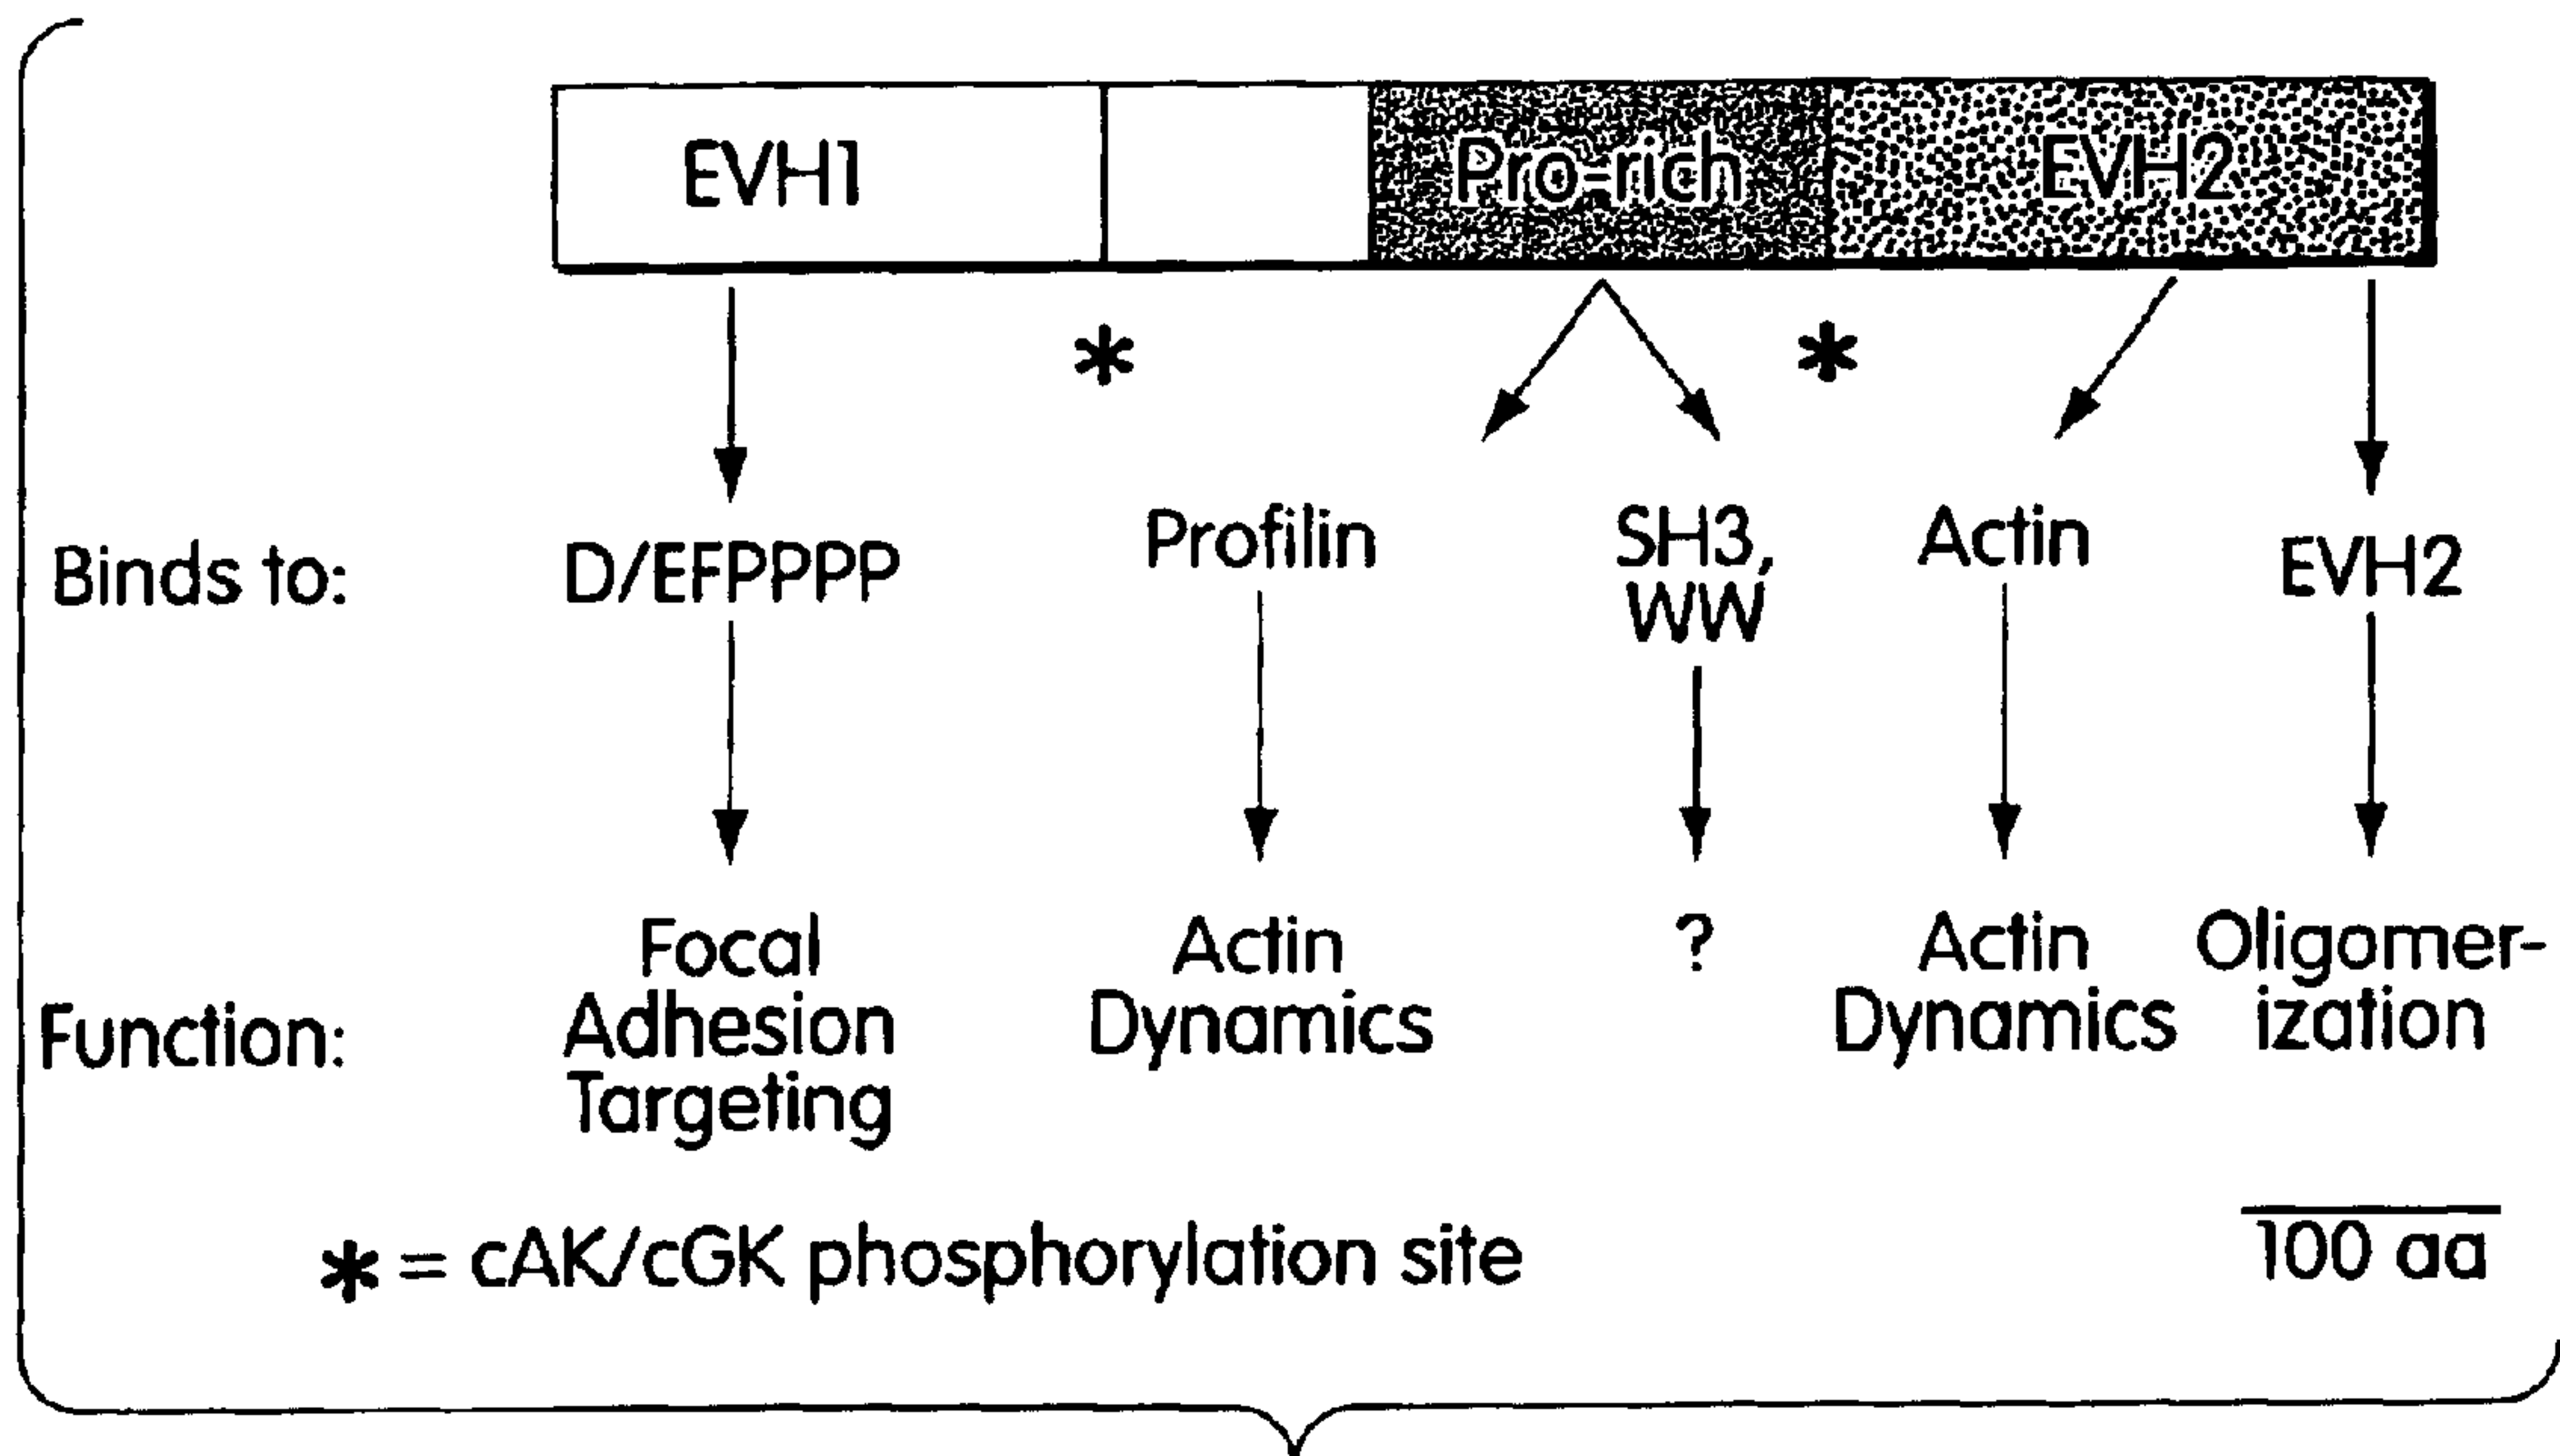 EVH1 Pro-rich EVH2
* *
Binds to: D/EFPPPP Profilin SH3, WW Actin EVH2
Function: Focal Adhesion Targeting Actin Dynamics ? Actin Dynamics Oligomer-ization
* = cAK/cGK phosphorylation site
100 aa